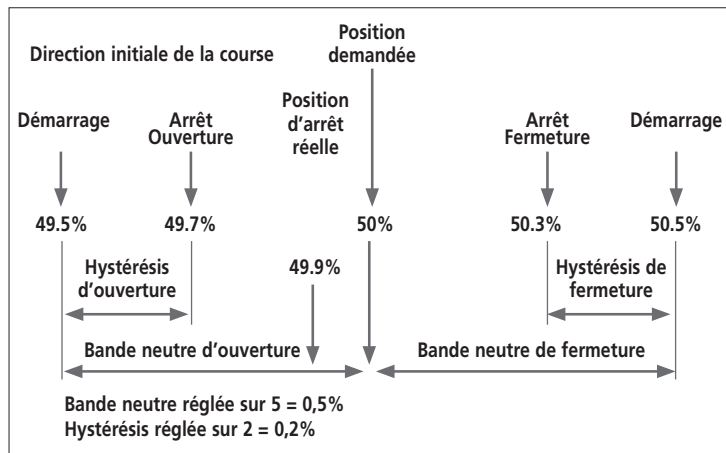 Direction initiale de la course
Position
demandée
Position
d'arrêt
réelle
Démarrage
Arrêt
Ouverture
Arrêt
Fermeture
Démarrage
49.5%
49.7%
50%
50.3%
50.5%
Hystérésis
d'ouverture
49.9%
Hystérésis de
fermeture
Bande neutre d'ouverture
Bande neutre de fermeture
Bande neutre réglée sur 5 = 0,5%
Hystérésis réglée sur 2 = 0,2%